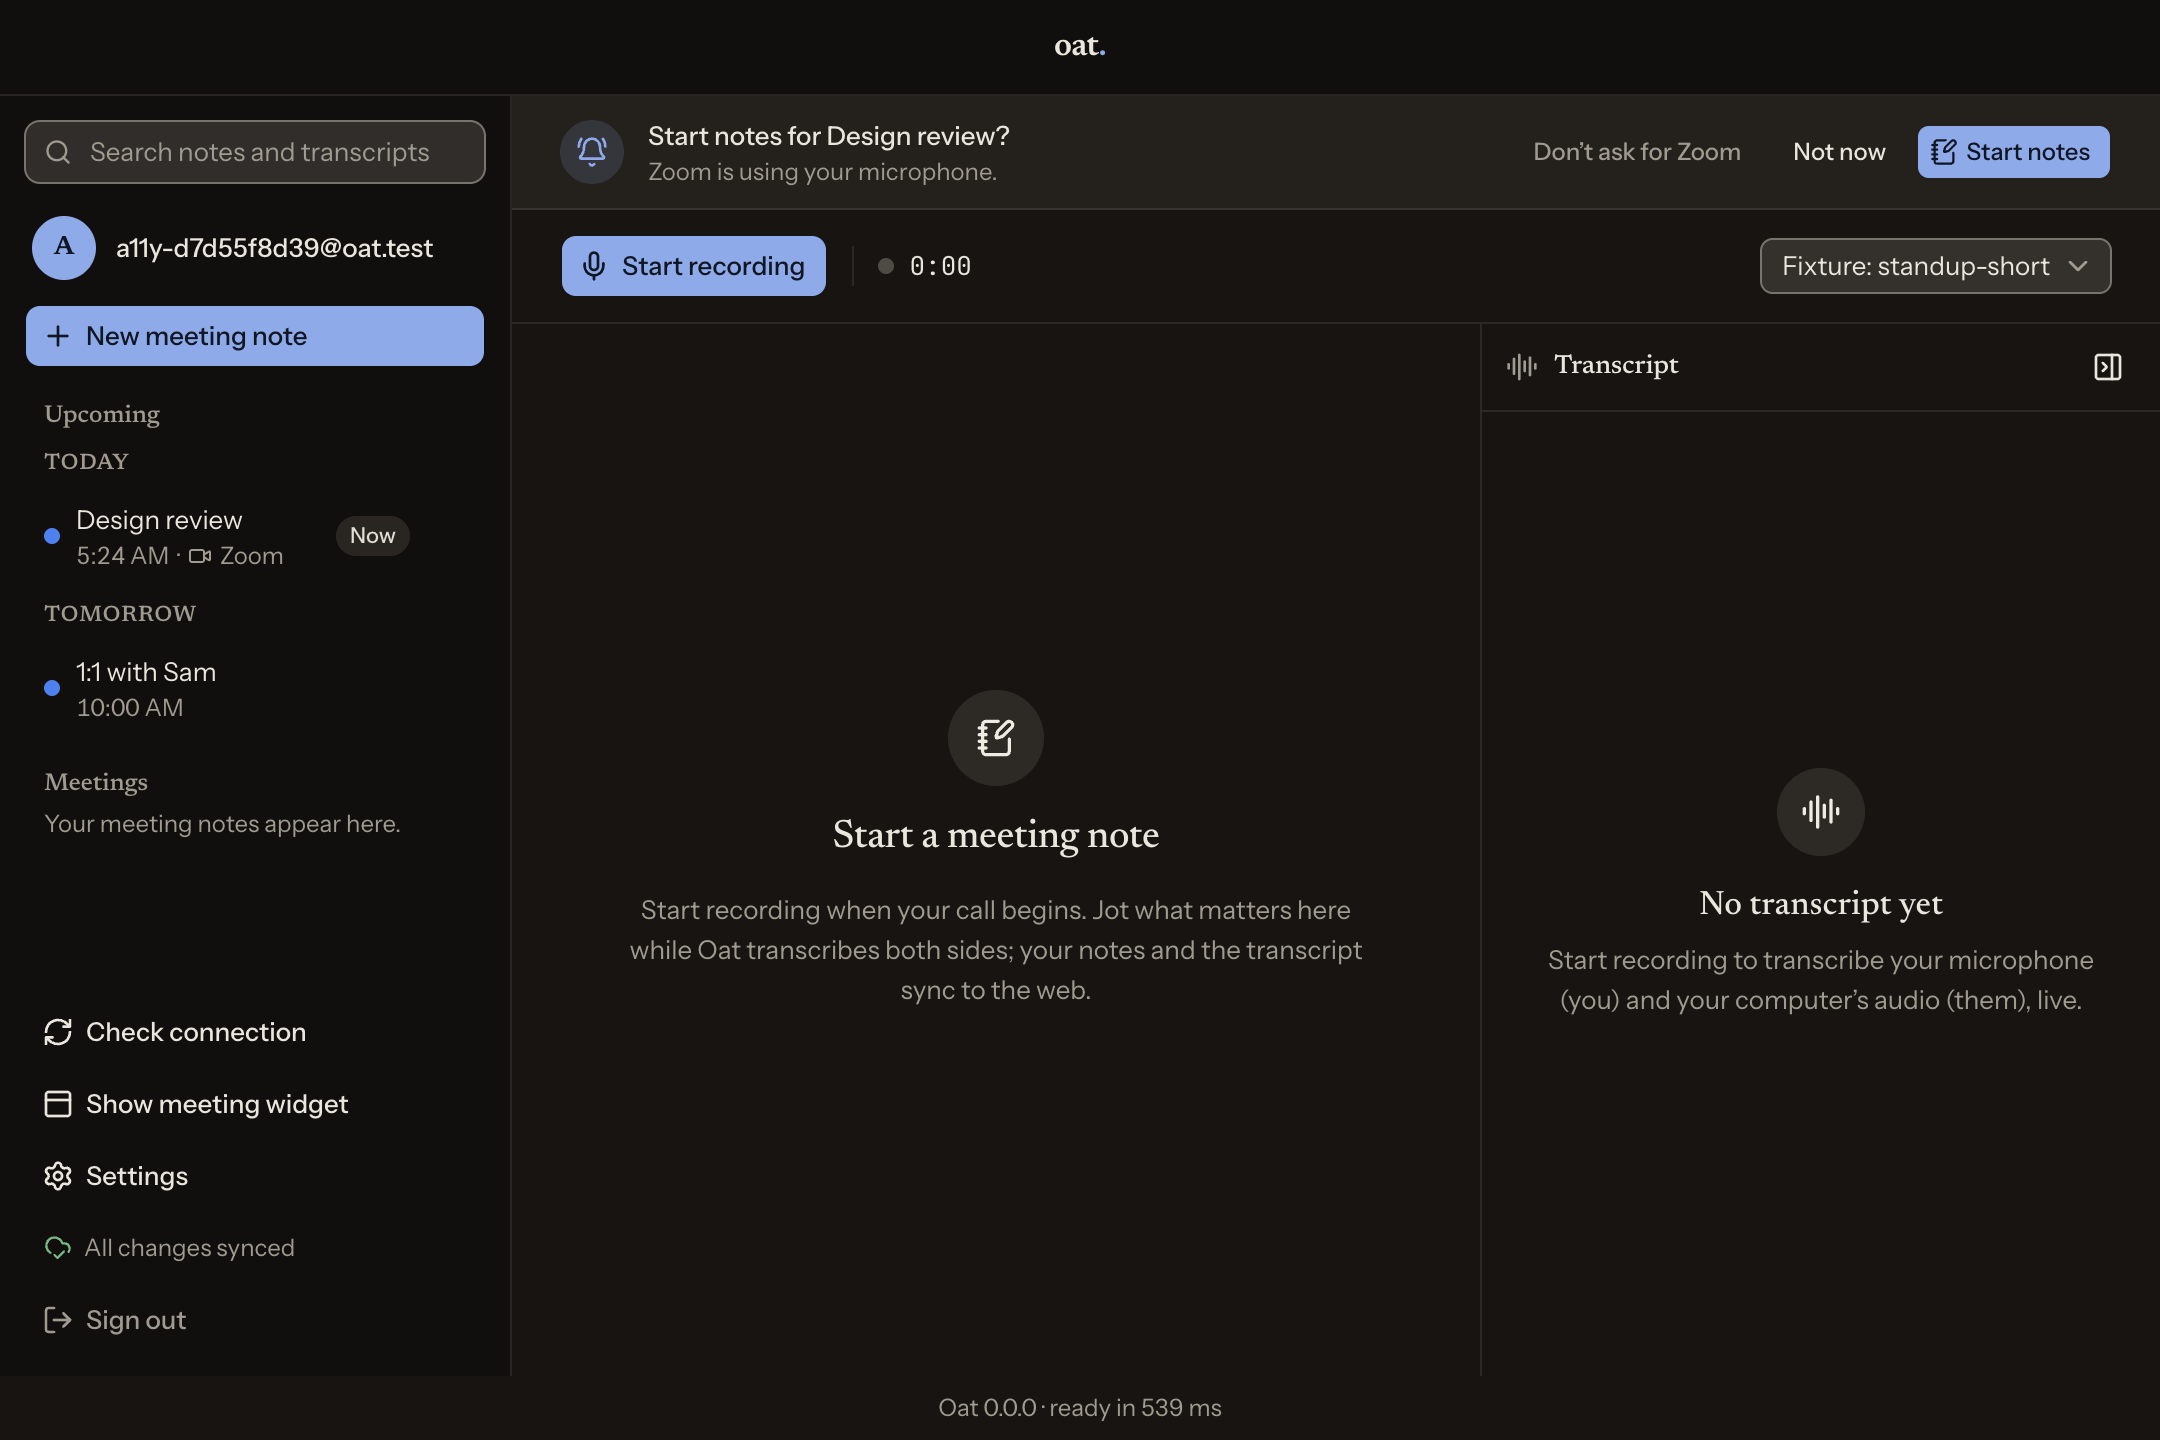 oat.
Search notes and transcripts
A
a11y-d7d55f8d39@oat.test
New meeting note
Upcoming
TODAY
Design review
5:24 AM · Zoom
Now
TOMORROW
1:1 with Sam
10:00 AM
Meetings
Your meeting notes appear here.
Check connection
Show meeting widget
Settings
All changes synced
Sign out
Start notes for Design review?
Zoom is using your microphone.
Don’t ask for Zoom
Not now
Start notes
Start recording
0:00
Fixture: standup-short
Start a meeting note
Start recording when your call begins. Jot what matters here
while Oat transcribes both sides; your notes and the transcript
sync to the web.
Transcript
No transcript yet
Start recording to transcribe your microphone
(you) and your computer’s audio (them), live.
Oat 0.0.0 · ready in 539 ms